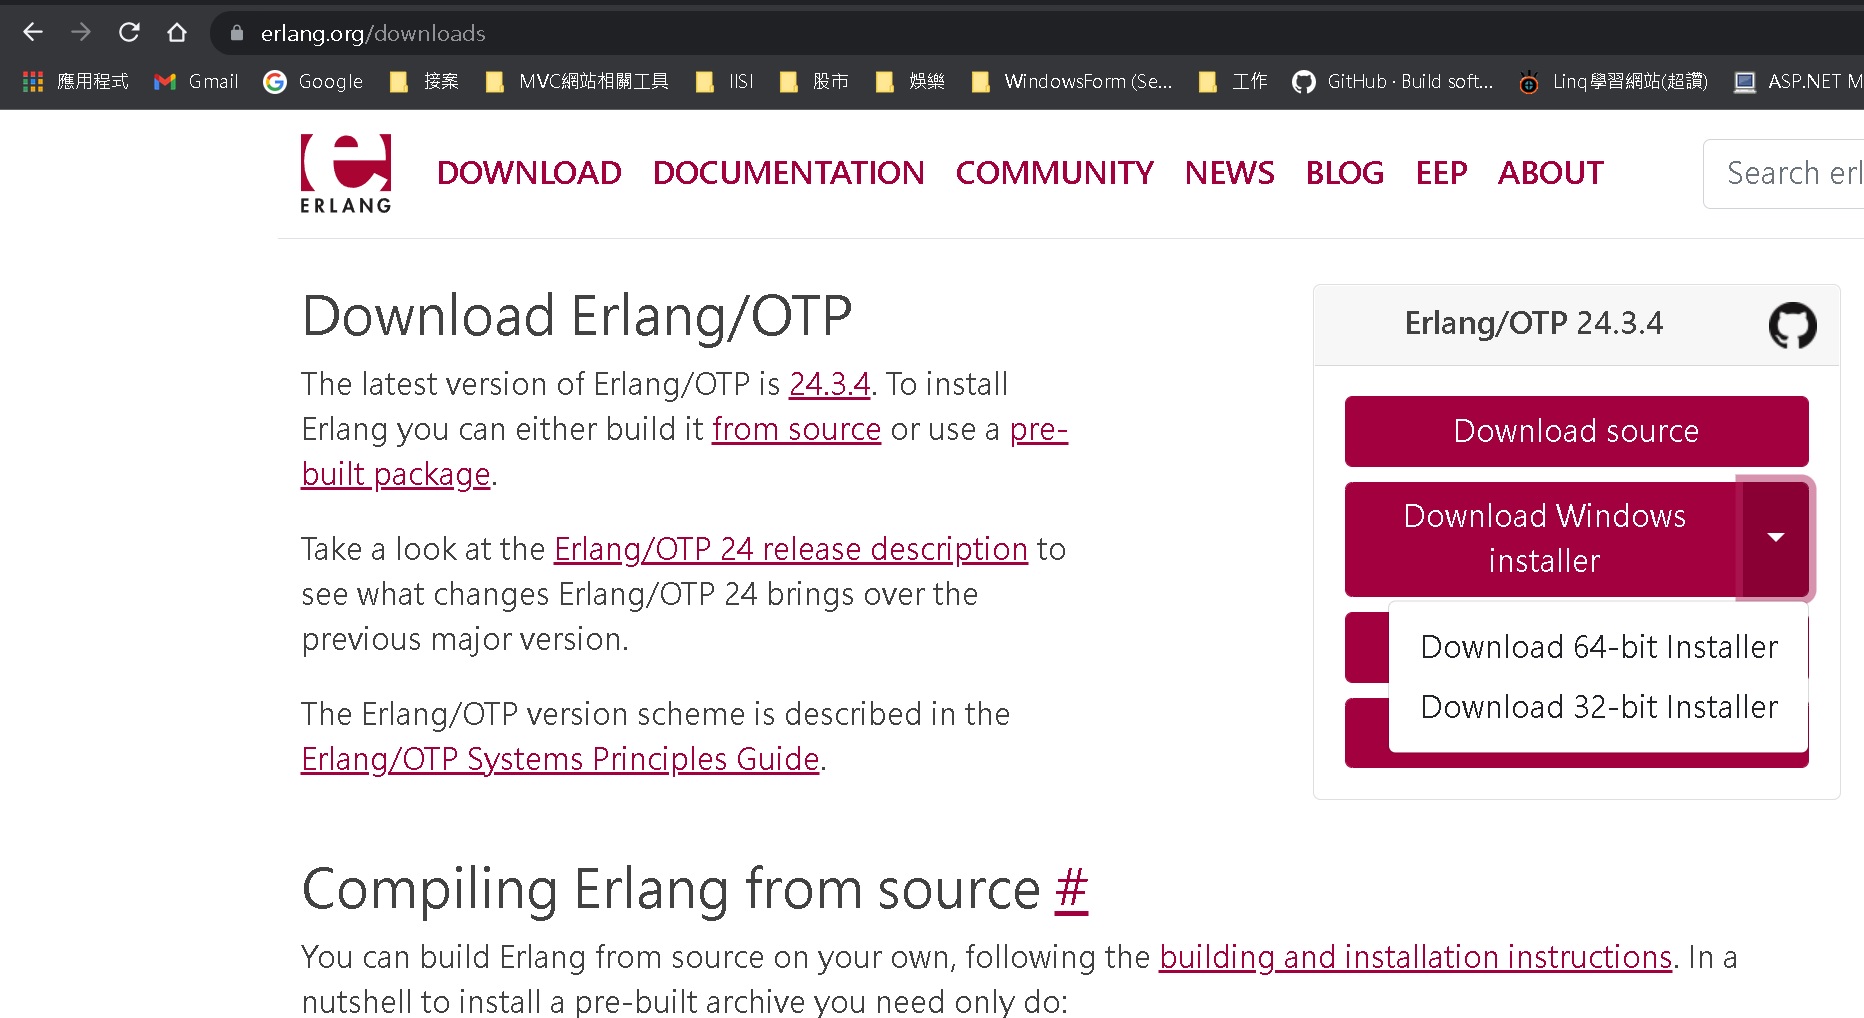 erlang.org/downloads
應用程式 Gmail Google 接案 MVC網站相關工具 IISI 股市 娛樂 WindowsForm (Se... 工作 GitHub · Build soft... Linq學習網站(超讚) ASP.NET M
ERLANG
DOWNLOAD DOCUMENTATION COMMUNITY NEWS BLOG EEP ABOUT
Search erl
Download Erlang/OTP
The latest version of Erlang/OTP is 24.3.4. To install
Erlang you can either build it from source or use a pre-
built package.
Take a look at the Erlang/OTP 24 release description to
see what changes Erlang/OTP 24 brings over the
previous major version.
The Erlang/OTP version scheme is described in the
Erlang/OTP Systems Principles Guide.
Erlang/OTP 24.3.4
Download source
Download Windows
installer
Download 64-bit Installer
Download 32-bit Installer
Compiling Erlang from source #
You can build Erlang from source on your own, following the building and installation instructions. In a
nutshell to install a pre-built archive you need only do: